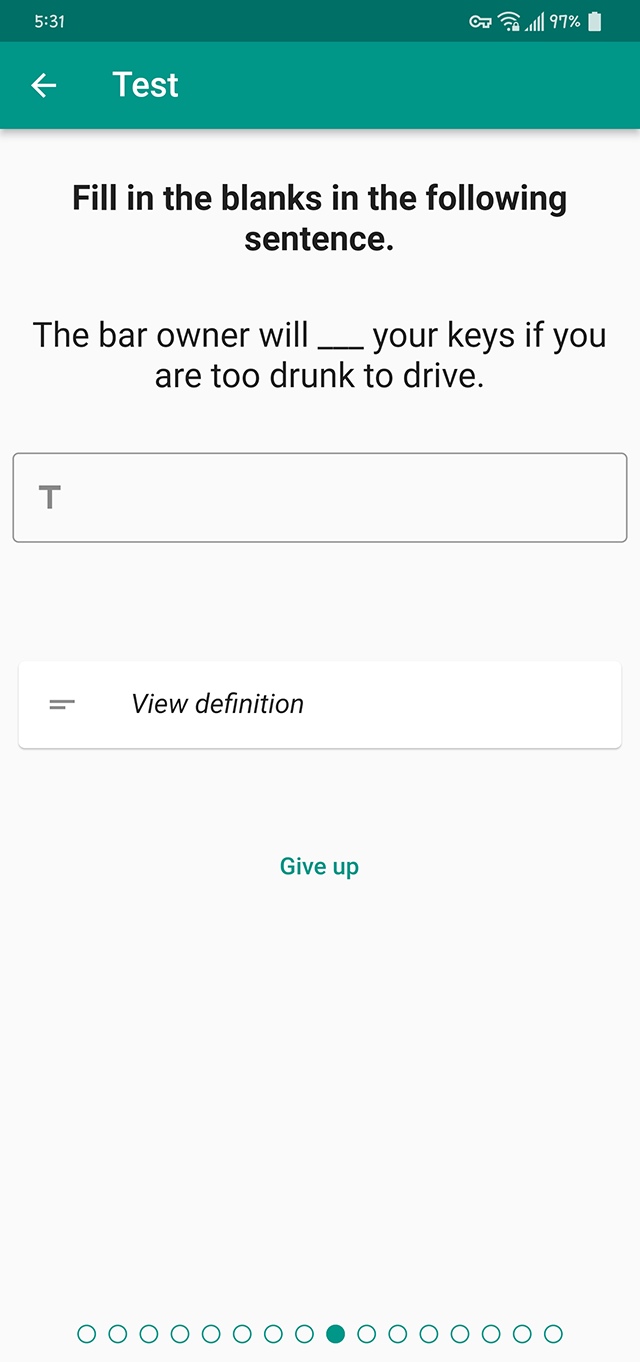 5:31
97%
Test
Fill in the blanks in the following
sentence.
The bar owner will ___ your keys if you
are too drunk to drive.
T
View definition
Give up